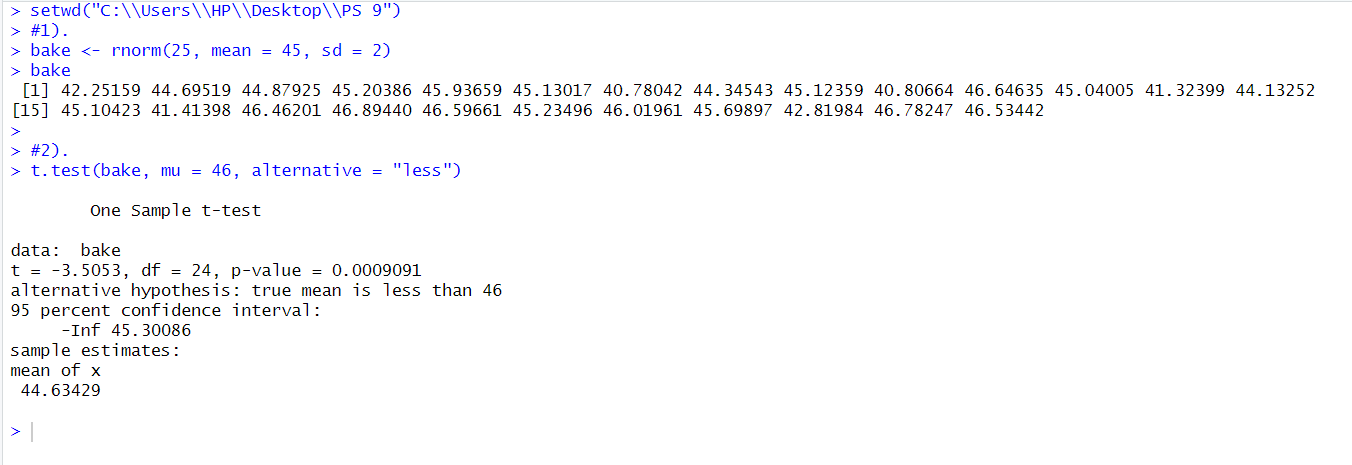 > setwd("C:\\Users\\HP\\Desktop\\PS 9")
> #1).
> bake <- rnorm(25, mean = 45, sd = 2)
> bake
[1] 42.25159 44.69519 44.87925 45.20386 45.93659 45.13017 40.78042 44.34543 45.12359 40.80664 46.64635 45.04005 41.32399 44.13252
[15] 45.10423 41.41398 46.46201 46.89440 46.59661 45.23496 46.01961 45.69897 42.81984 46.78247 46.53442
>
> #2).
> t.test(bake, mu = 46, alternative = "less")
One Sample t-test
data:  bake
t = -3.5053, df = 24, p-value = 0.0009091
alternative hypothesis: true mean is less than 46
95 percent confidence interval:
-Inf 45.30086
sample estimates:
mean of x
44.63429
>